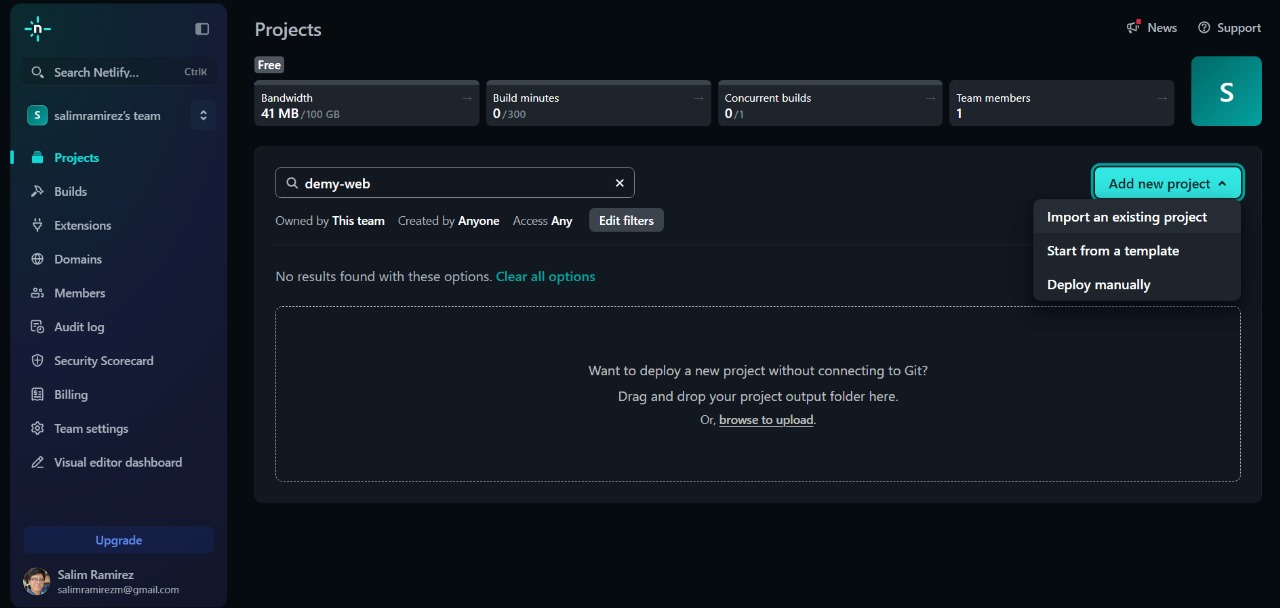 n
Search Netlify... CtrlK
S salimramirez's team
Projects
Builds
Extensions
Domains
Members
Audit log
Security Scorecard
Billing
Team settings
Visual editor dashboard
Upgrade
Salim Ramirez
salimramirezm@gmail.com
Projects
News Support
Free
Bandwidth →
41 MB /100 GB
Build minutes →
0 /300
Concurrent builds →
0 /1
Team members →
1
S
demy-web ×
Add new project
Import an existing project
Start from a template
Deploy manually
Owned by This team Created by Anyone Access Any Edit filters
No results found with these options. Clear all options
Want to deploy a new project without connecting to Git?
Drag and drop your project output folder here.
Or, browse to upload.